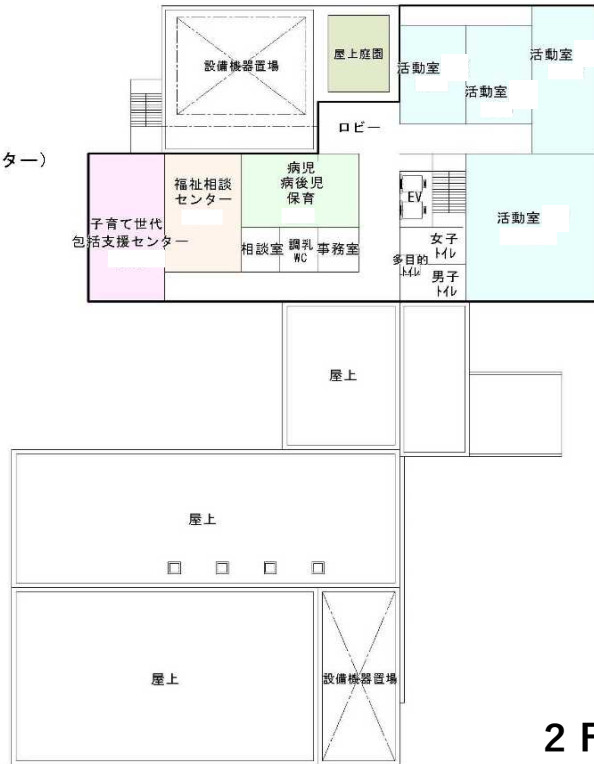 設備機器置場
屋上庭園
活動室
活動室
活動室
ロビー
ター）
子育て世代
包括支援センター
福祉相談
センター
病児
病後児
保育
相談室
調乳
WC
事務室
EV
多目的
トイレ
女子
トイレ
男子
トイレ
活動室
屋上
屋上
屋上
設備機器置場
２F